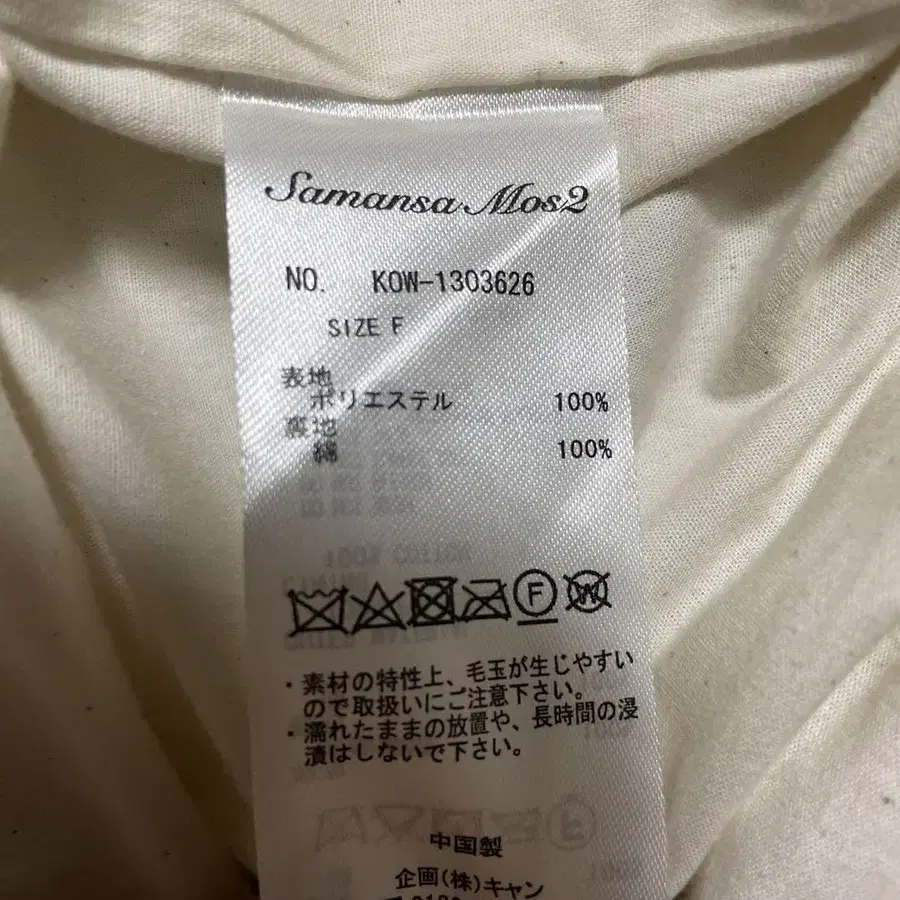 Samansa Mos2
NO. KOW-1303626
SIZE F
表地
ポリエステル 100%
裏地
綿 100%
F W
・素材の特性上、毛玉が生じやすい
ので取扱いにご注意下さい。
・濡れたままの放置や、長時間の浸
漬はしないで下さい。
中国製
企画(株)キャン